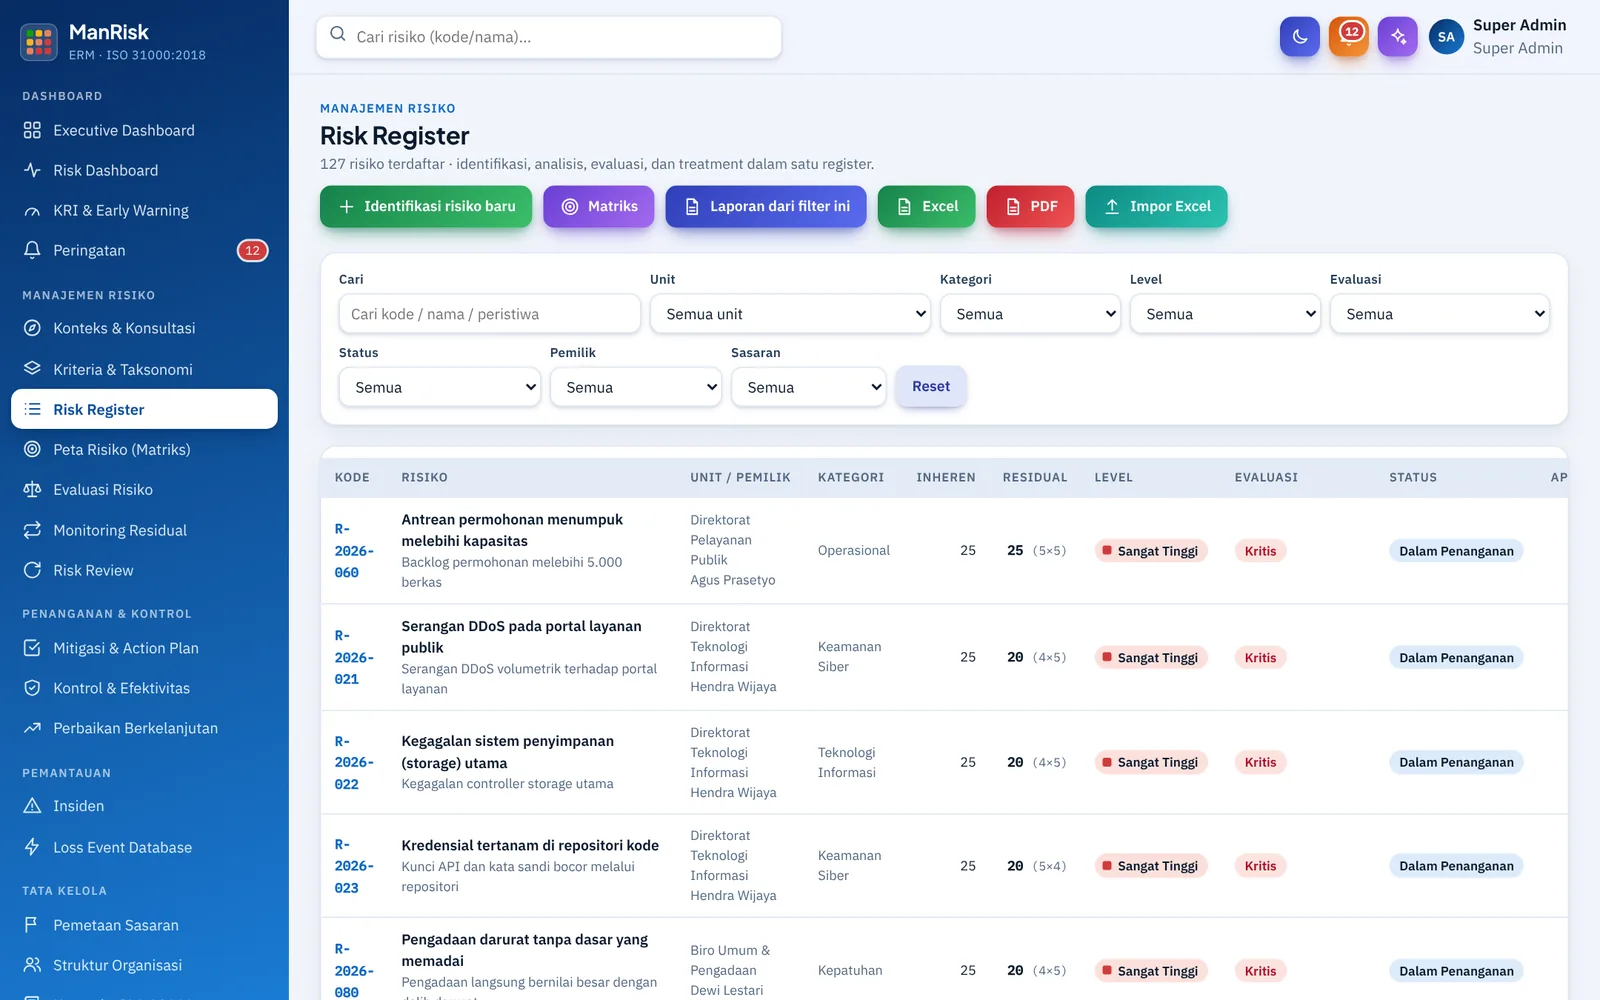 ManRisk
ERM · ISO 31000:2018
DASHBOARD
Executive Dashboard
Risk Dashboard
KRI & Early Warning
Peringatan 12
MANAJEMEN RISIKO
Konteks & Konsultasi
Kriteria & Taksonomi
Risk Register
Peta Risiko (Matriks)
Evaluasi Risiko
Monitoring Residual
Risk Review
PENANGANAN & KONTROL
Mitigasi & Action Plan
Kontrol & Efektivitas
Perbaikan Berkelanjutan
PEMANTAUAN
Insiden
Loss Event Database
TATA KELOLA
Pemetaan Sasaran
Struktur Organisasi
Cari risiko (kode/nama)...
12
SA
Super Admin
Super Admin
MANAJEMEN RISIKO
Risk Register
127 risiko terdaftar · identifikasi, analisis, evaluasi, dan treatment dalam satu register.
Identifikasi risiko baru
Matriks
Laporan dari filter ini
Excel
PDF
Impor Excel
Cari Unit Kategori Level Evaluasi
Cari kode / nama / peristiwa Semua unit Semua Semua Semua
Status Pemilik Sasaran
Semua Semua Semua Reset
KODE RISIKO UNIT / PEMILIK KATEGORI INHEREN RESIDUAL LEVEL EVALUASI STATUS AP
R-
2026-
060
Antrean permohonan menumpuk
melebihi kapasitas
Backlog permohonan melebihi 5.000
berkas
Direktorat
Pelayanan
Publik
Agus Prasetyo
Operasional
25
25 (5×5)
Sangat Tinggi
Kritis
Dalam Penanganan
R-
2026-
021
Serangan DDoS pada portal layanan
publik
Serangan DDoS volumetrik terhadap portal
layanan
Direktorat
Teknologi
Informasi
Hendra Wijaya
Keamanan
Siber
25
20 (4×5)
Sangat Tinggi
Kritis
Dalam Penanganan
R-
2026-
022
Kegagalan sistem penyimpanan
(storage) utama
Kegagalan controller storage utama
Direktorat
Teknologi
Informasi
Hendra Wijaya
Teknologi
Informasi
25
20 (4×5)
Sangat Tinggi
Kritis
Dalam Penanganan
R-
2026-
023
Kredensial tertanam di repositori kode
Kunci API dan kata sandi bocor melalui
repositori
Direktorat
Teknologi
Informasi
Hendra Wijaya
Keamanan
Siber
25
20 (5×4)
Sangat Tinggi
Kritis
Dalam Penanganan
R-
2026-
080
Pengadaan darurat tanpa dasar yang
memadai
Pengadaan langsung bernilai besar dengan
Biro Umum &
Pengadaan
Dewi Lestari
Kepatuhan
25
20 (4×5)
Sangat Tinggi
Kritis
Dalam Penanganan